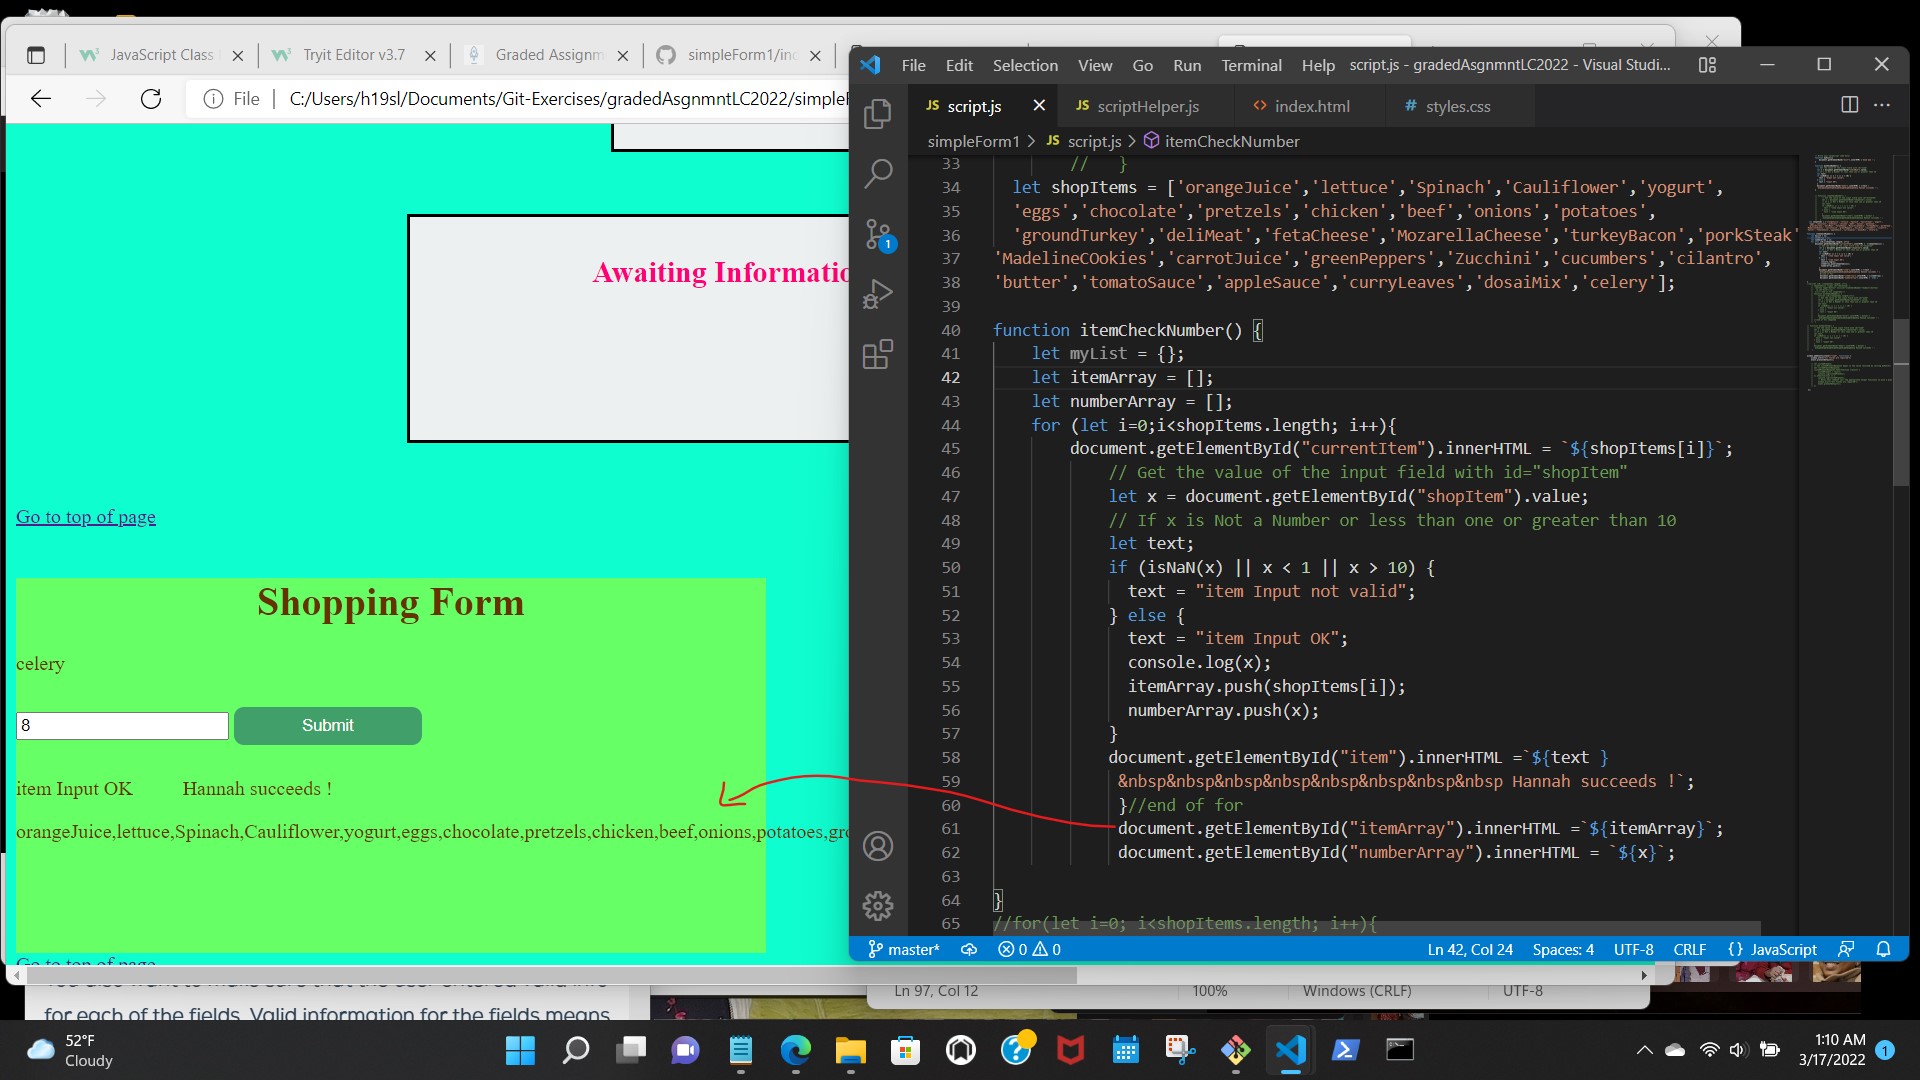 JavaScript Class
Tryit Editor v3.7
Graded Assignm
simpleForm1/inc
File
C:/Users/h19sl/Documents/Git-Exercises/gradedAsgnmntLC2022/simpleF
Awaiting Informatio
Go to top of page
Shopping Form
celery
8
Submit
item Input OK Hannah succeeds !
orangeJuice,lettuce,Spinach,Cauliflower,yogurt,eggs,chocolate,pretzels,chicken,beef,onions,potatoes,gro
Go to top of page
for each of the fields. Valid information for the fields means
File Edit Selection View Go Run Terminal Help script.js - gradedAsgnmntLC2022 - Visual Studi...
JS script.js
JS scriptHelper.js
<> index.html
# styles.css
simpleForm1 > JS script.js > itemCheckNumber
1
33 // }
34 let shopItems = ['orangeJuice','lettuce','Spinach','Cauliflower','yogurt',
35 'eggs','chocolate','pretzels','chicken','beef','onions','potatoes',
36 'groundTurkey','deliMeat','fetaCheese','MozarellaCheese','turkeyBacon','porkSteak'
37 'MadelineCOokies','carrotJuice','greenPeppers','Zucchini','cucumbers','cilantro',
38 'butter','tomatoSauce','appleSauce','curryLeaves','dosaiMix','celery'];
39
40 function itemCheckNumber() {
41 let myList = {};
42 let itemArray = [];
43 let numberArray = [];
44 for (let i=0;i<shopItems.length; i++){
45 document.getElementById("currentItem").innerHTML = `${shopItems[i]}`;
46 // Get the value of the input field with id="shopItem"
47 let x = document.getElementById("shopItem").value;
48 // If x is Not a Number or less than one or greater than 10
49 let text;
50 if (isNaN(x) || x < 1 || x > 10) {
51 text = "item Input not valid";
52 } else {
53 text = "item Input OK";
54 console.log(x);
55 itemArray.push(shopItems[i]);
56 numberArray.push(x);
57 }
58 document.getElementById("item").innerHTML =`${text }
59 &nbsp&nbsp&nbsp&nbsp&nbsp&nbsp&nbsp&nbsp Hannah succeeds !`;
60 }//end of for
61 document.getElementById("itemArray").innerHTML =`${itemArray}`;
62 document.getElementById("numberArray").innerHTML = `${x}`;
63
64 }
65 //for(let i=0; i<shopItems.length; i++){
master* 0 0 Ln 42, Col 24 Spaces: 4 UTF-8 CRLF {} JavaScript
Ln 97, Col 12 100% Windows (CRLF) UTF-8
52°F
Cloudy
1:10 AM
3/17/2022
1